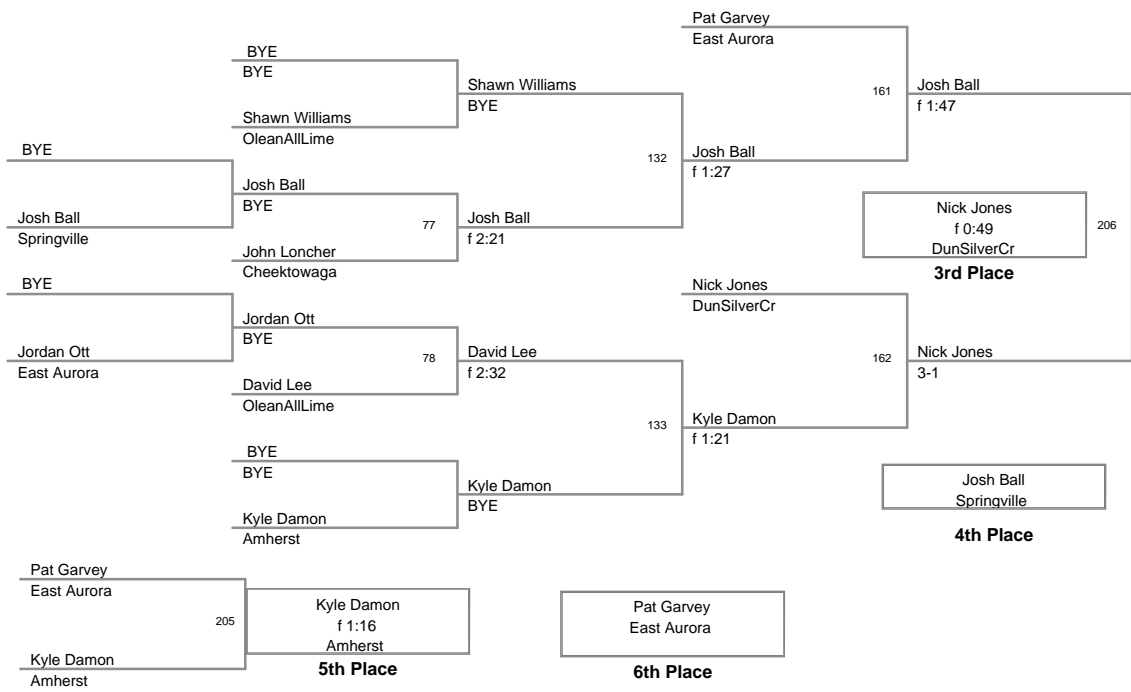 Pat Garvey
East Aurora
BYE
BYE
Shawn Williams
BYE
161
Josh Ball
f 1:47
Shawn Williams
OleanAllLime
BYE
132
Josh Ball
f 1:27
Josh Ball
BYE
Josh Ball
Springville
77
Josh Ball
f 2:21
Nick Jones
f 0:49
DunSilverCr
206
3rd Place
John Loncher
Cheektowaga
BYE
Nick Jones
DunSilverCr
Jordan Ott
BYE
Jordan Ott
East Aurora
78
David Lee
f 2:32
162
Nick Jones
3-1
David Lee
OleanAllLime
133
Kyle Damon
f 1:21
BYE
BYE
Kyle Damon
BYE
Josh Ball
Springville
4th Place
Kyle Damon
Amherst
Pat Garvey
East Aurora
205
Kyle Damon
f 1:16
Amherst
5th Place
Pat Garvey
East Aurora
6th Place
Kyle Damon
Amherst